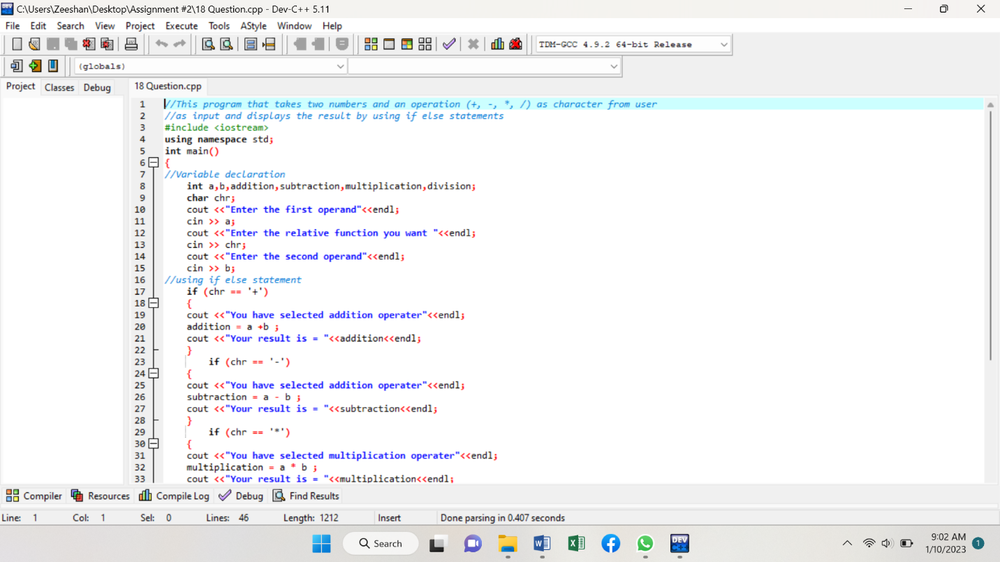 C:\Users\Zeeshan\Desktop\Assignment #2\18 Question.cpp - Dev-C++ 5.11
File Edit Search View Project Execute Tools AStyle Window Help
TDM-GCC 4.9.2 64-bit Release
(globals)
Project Classes Debug 18 Question.cpp
1 //This program that takes two numbers and an operation (+, -, *, /) as character from user
2 //as input and displays the result by using if else statements
3 #include <iostream>
4 using namespace std;
5 int main()
6 {
7 //Variable declaration
8 int a,b,addition,subtraction,multiplication,division;
9 char chr;
10 cout <<"Enter the first operand"<<endl;
11 cin >> a;
12 cout <<"Enter the relative function you want "<<endl;
13 cin >> chr;
14 cout <<"Enter the second operand"<<endl;
15 cin >> b;
16 //using if else statement
17 if (chr == '+')
18 {
19 cout <<"You have selected addition operater"<<endl;
20 addition = a +b ;
21 cout <<"Your result is = "<<addition<<endl;
22 }
23 if (chr == '-')
24 {
25 cout <<"You have selected addition operater"<<endl;
26 subtraction = a - b ;
27 cout <<"Your result is = "<<subtraction<<endl;
28 }
29 if (chr == '*')
30 {
31 cout <<"You have selected multiplication operater"<<endl;
32 multiplication = a * b ;
33 cout <<"Your result is = "<<multiplication<<endl;
Compiler Resources Compile Log Debug Find Results
Line: 1 Col: 1 Sel: 0 Lines: 46 Length: 1212 Insert Done parsing in 0.407 seconds
Search
DEV
9:02 AM
1/10/2023
1